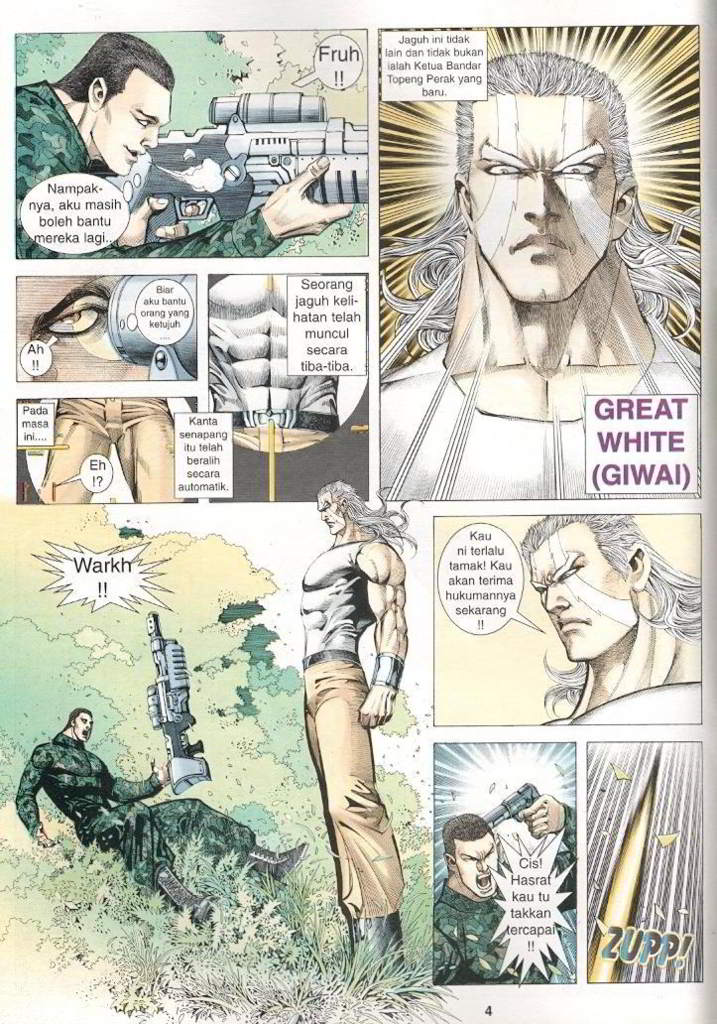 Fruh
!!
Nampak-
nya, aku masih
boleh bantu
mereka lagi...
Jaguh ini tidak
lain dan tidak bukan
ialah Ketua Bandar
Topeng Perak yang
baru.
GREAT
WHITE
(GIWAI)
Biar
aku bantu
orang yang
ketujuh
...
Ah
!!
Seorang
jaguh keli-
hatan telah
muncul
secara
tiba-tiba.
Pada
masa
ini....
Eh
!?
Kanta
senapang
itu telah
beralih
secara
automatik.
Warkh
!!
Kau
ni terlalu
tamak! Kau
akan terima
hukumannya
sekarang
!!
Cis!
Hasrat
kau tu
takkan
tercapai
!!
ZUPP!
4